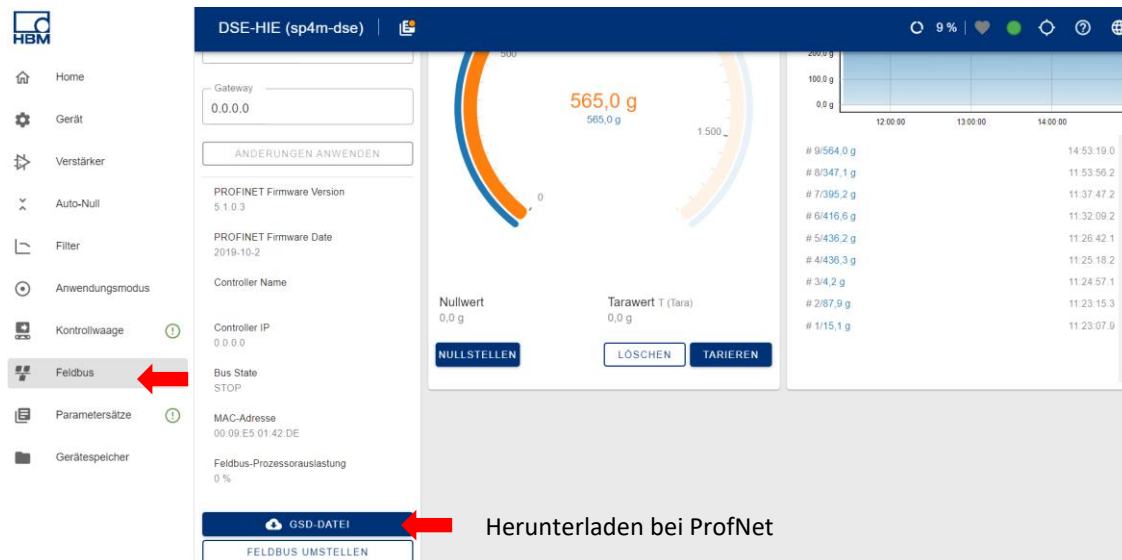 HBM
DSE-HIE (sp4m-dse)
9 %
Home
Gerät
Verstärker
Auto-Null
Filter
Anwendungsmodus
Kontrollwaage
Feldbus
Parametersätze
Gerätespeicher
Gateway
0.0.0.0
ÄNDERUNGEN ANWENDEN
PROFINET Firmware Version
5.1.0.3
PROFINET Firmware Date
2019-10-2
Controller Name
Controller IP
0.0.0.0
Bus State
STOP
MAC-Adresse
00:09:E5:01:42:DE
Feldbus-Prozessorauslastung
0 %
GSD-DATEI
FELDBUS UMSTELLEN
500
565,0 g
565,0 g
1.500
0
Nullwert
0,0 g
Tarawert T (Tara)
0,0 g
NULLSTELLEN
LÖSCHEN
TARIEREN
200,0 g
100,0 g
0,0 g
12:00:00 13:00:00 14:00:00
# 9/564,0 g 14:53:19.0
# 8/347,1 g 11:53:56.2
# 7/395,2 g 11:37:47.2
# 6/416,6 g 11:32:09.2
# 5/436,2 g 11:26:42.1
# 4/436,3 g 11:25:18.2
# 3/4,2 g 11:24:57.1
# 2/87,9 g 11:23:15.3
# 1/15,1 g 11:23:07.9
Herunterladen bei ProfNet